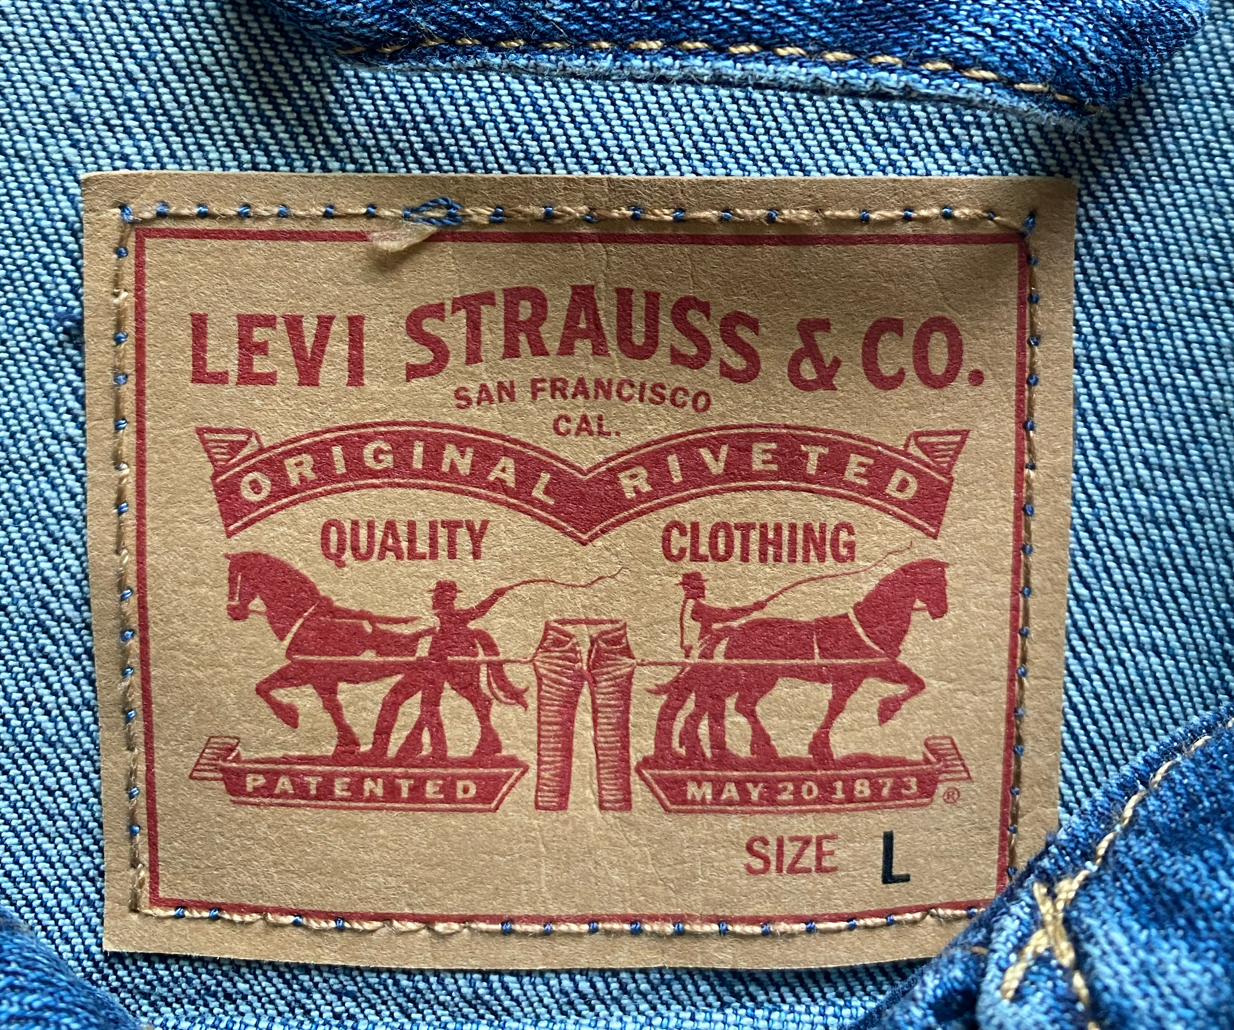 LEVI STRAUSS & CO.
SAN FRANCISCO
CAL.
ORIGINAL RIVETED
QUALITY CLOTHING
PATENTED MAY 20 1873 ®
SIZE L